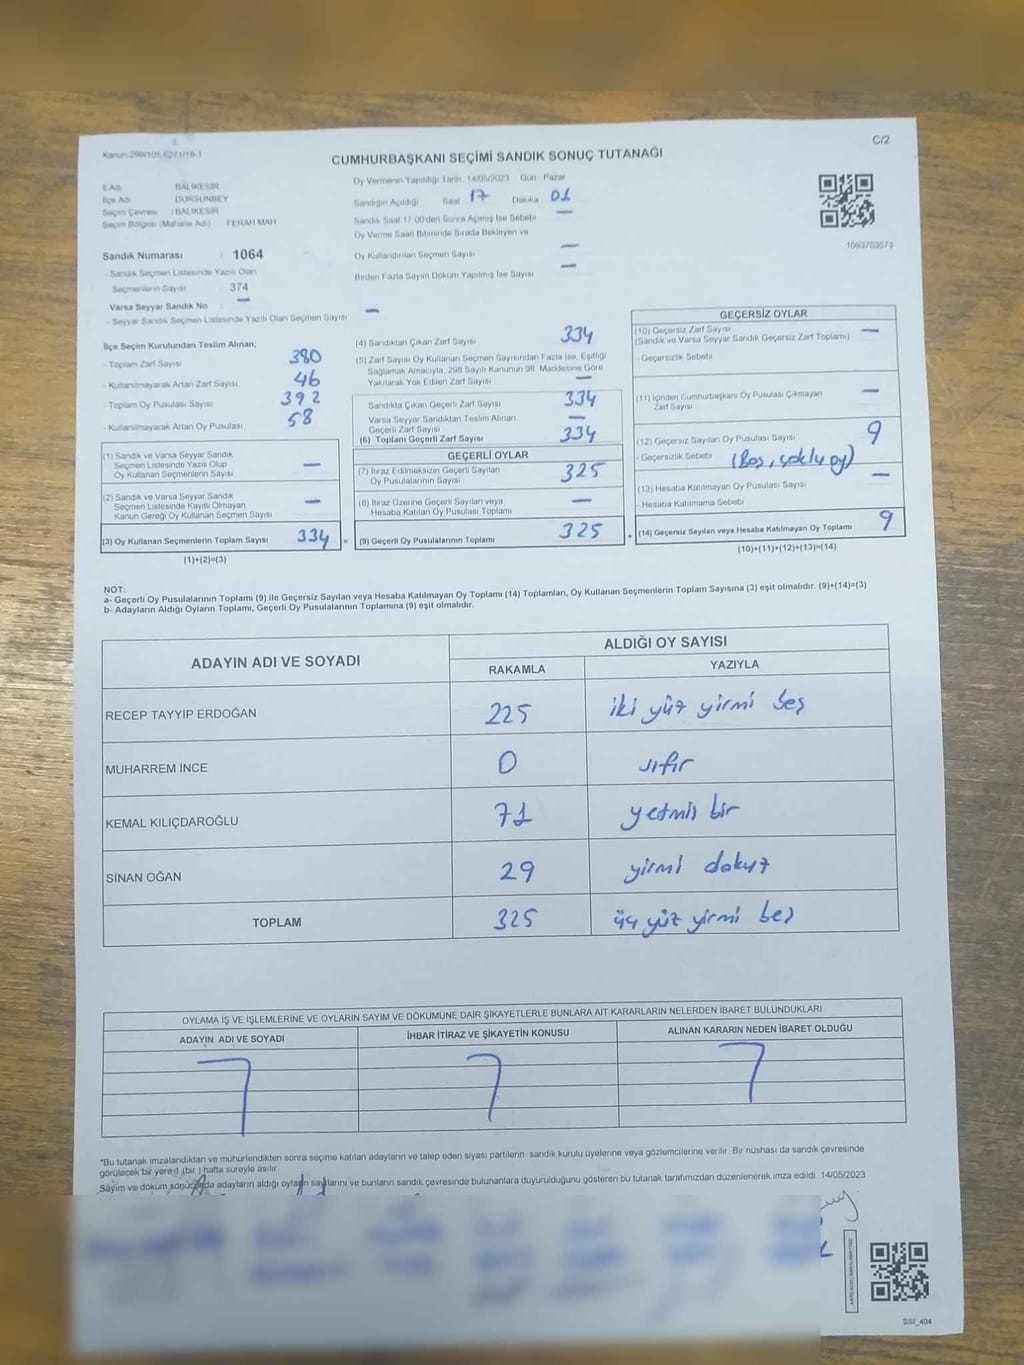 C/2
Kanun:298/105,6271/18-1
CUMHURBAŞKANI SEÇİMİ SANDIK SONUÇ TUTANAĞI
İl Adı : BALIKESİR
İlçe Adı : DURSUNBEY
Seçim Çevresi : BALIKESİR
Seçim Bölgesi (Mahalle Adı) FERAH MAH
Sandık Numarası : 1064
- Sandık Seçmen Listesinde Yazılı Olan
Seçmenlerin Sayısı : 374
Varsa Seyyar Sandık No : —
- Seyyar Sandık Seçmen Listesinde Yazılı Olan Seçmen Sayısı : —
Oy Vermenin Yapıldığı Tarih: 14/05/2023 Gün: Pazar
Sandığın Açıldığı Saat 17 Dakika 01
Sandık Saat 17:00'den Sonra Açılmış İse Sebebi —
Oy Verme Saati Bitiminde Sırada Bekleyen ve
Oy Kullandırılan Seçmen Sayısı —
Birden Fazla Sayım Döküm Yapılmış İse Sayısı —
1093703573
İlçe Seçim Kurulundan Teslim Alınan;
- Toplam Zarf Sayısı 380
- Kullanılmayarak Artan Zarf Sayısı 46
- Toplam Oy Pusulası Sayısı 392
- Kullanılmayarak Artan Oy Pusulası 58
(1) Sandık ve Varsa Seyyar Sandık
Seçmen Listesinde Yazılı Olup
Oy Kullanan Seçmenlerin Sayısı —
(2) Sandık ve Varsa Seyyar Sandık
Seçmen Listesinde Kayıtlı Olmayan
Kanun Gereği Oy Kullanan Seçmen Sayısı —
(3) Oy Kullanan Seçmenlerin Toplam Sayısı 334 =
(1)+(2)=(3)
(4) Sandıktan Çıkan Zarf Sayısı 334
(5) Zarf Sayısı Oy Kullanan Seçmen Sayısından Fazla İse, Eşitliği
Sağlamak Amacıyla, 298 Sayılı Kanunun 98. Maddesine Göre
Yakılarak Yok Edilen Zarf Sayısı —
Sandıkta Çıkan Geçerli Zarf Sayısı 334
Varsa Seyyar Sandıktan Teslim Alınan
Geçerli Zarf Sayısı —
(6) Toplam Geçerli Zarf Sayısı 334
GEÇERLİ OYLAR
(7) İtiraz Edilmeksizin Geçerli Sayılan
Oy Pusulalarının Sayısı 325
(8) İtiraz Üzerine Geçerli Sayılan veya
Hesaba Katılan Oy Pusulası Toplamı —
(9) Geçerli Oy Pusulalarının Toplamı 325 +
GEÇERSİZ OYLAR
(10) Geçersiz Zarf Sayısı —
(Sandık ve Varsa Seyyar Sandık Geçersiz Zarf Toplamı)
- Geçersizlik Sebebi
(11) İçinden Cumhurbaşkanı Oy Pusulası Çıkmayan
Zarf Sayısı —
(12) Geçersiz Sayılan Oy Pusulası Sayısı 9
- Geçersizlik Sebebi (Boş, çoklu oy)
(13) Hesaba Katılmayan Oy Pusulası Sayısı —
- Hesaba Katılmama Sebebi
(14) Geçersiz Sayılan veya Hesaba Katılmayan Oy Toplamı 9
(10)+(11)+(12)+(13)=(14)
NOT:
a- Geçerli Oy Pusulalarının Toplamı (9) ile Geçersiz Sayılan veya Hesaba Katılmayan Oy Toplamı (14) Toplamları, Oy Kullanan Seçmenlerin Toplam Sayısına (3) eşit olmalıdır. (9)+(14)=(3)
b- Adayların Aldığı Oyların Toplamı, Geçerli Oy Pusulalarının Toplamına (9) eşit olmalıdır.
ADAYIN ADI VE SOYADI
ALDIĞI OY SAYISI
RAKAMLA YAZIYLA
RECEP TAYYİP ERDOĞAN 225 iki yüz yirmi beş
MUHARREM İNCE 0 sıfır
KEMAL KILIÇDAROĞLU 71 yetmiş bir
SİNAN OĞAN 29 yirmi dokuz
TOPLAM 325 üç yüz yirmi beş
OYLAMA İŞ VE İŞLEMLERİNE VE OYLARIN SAYIM VE DÖKÜMÜNE DAİR ŞİKAYETLERLE BUNLARA AİT KARARLARIN NELERDEN İBARET BULUNDUKLARI
ADAYIN ADI VE SOYADI İHBAR İTİRAZ VE ŞİKAYETİN KONUSU ALINAN KARARIN NEDEN İBARET OLDUĞU
*Bu tutanak imzalandıktan ve mühürlendikten sonra seçime katılan adayların ve talep eden siyasi partilerin sandık kurulu üyelerine veya gözlemcilerine verilir. Bir nüshası da sandık çevresinde
görülecek bir yere 1 (bir ) hafta süreyle asılır.
Sayım ve döküm sonucunda adayların aldığı oyların sayılarını ve bunların sandık çevresinde bulunanlara duyurulduğunu gösteren bu tutanak tarafımızdan düzenlenerek imza edildi. 14/05/2023
SSI_404